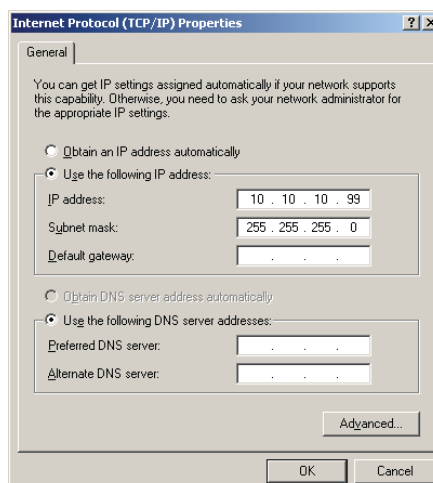 Internet Protocol (TCP/IP) Properties
General
You can get IP settings assigned automatically if your network supports
this capability. Otherwise, you need to ask your network administrator for
the appropriate IP settings.
Obtain an IP address automatically
Use the following IP address:
IP address: 10 . 10 . 10 . 99
Subnet mask: 255 . 255 . 255 . 0
Default gateway: . . .
Obtain DNS server address automatically
Use the following DNS server addresses:
Preferred DNS server: . . .
Alternate DNS server: . . .
Advanced...
OK Cancel